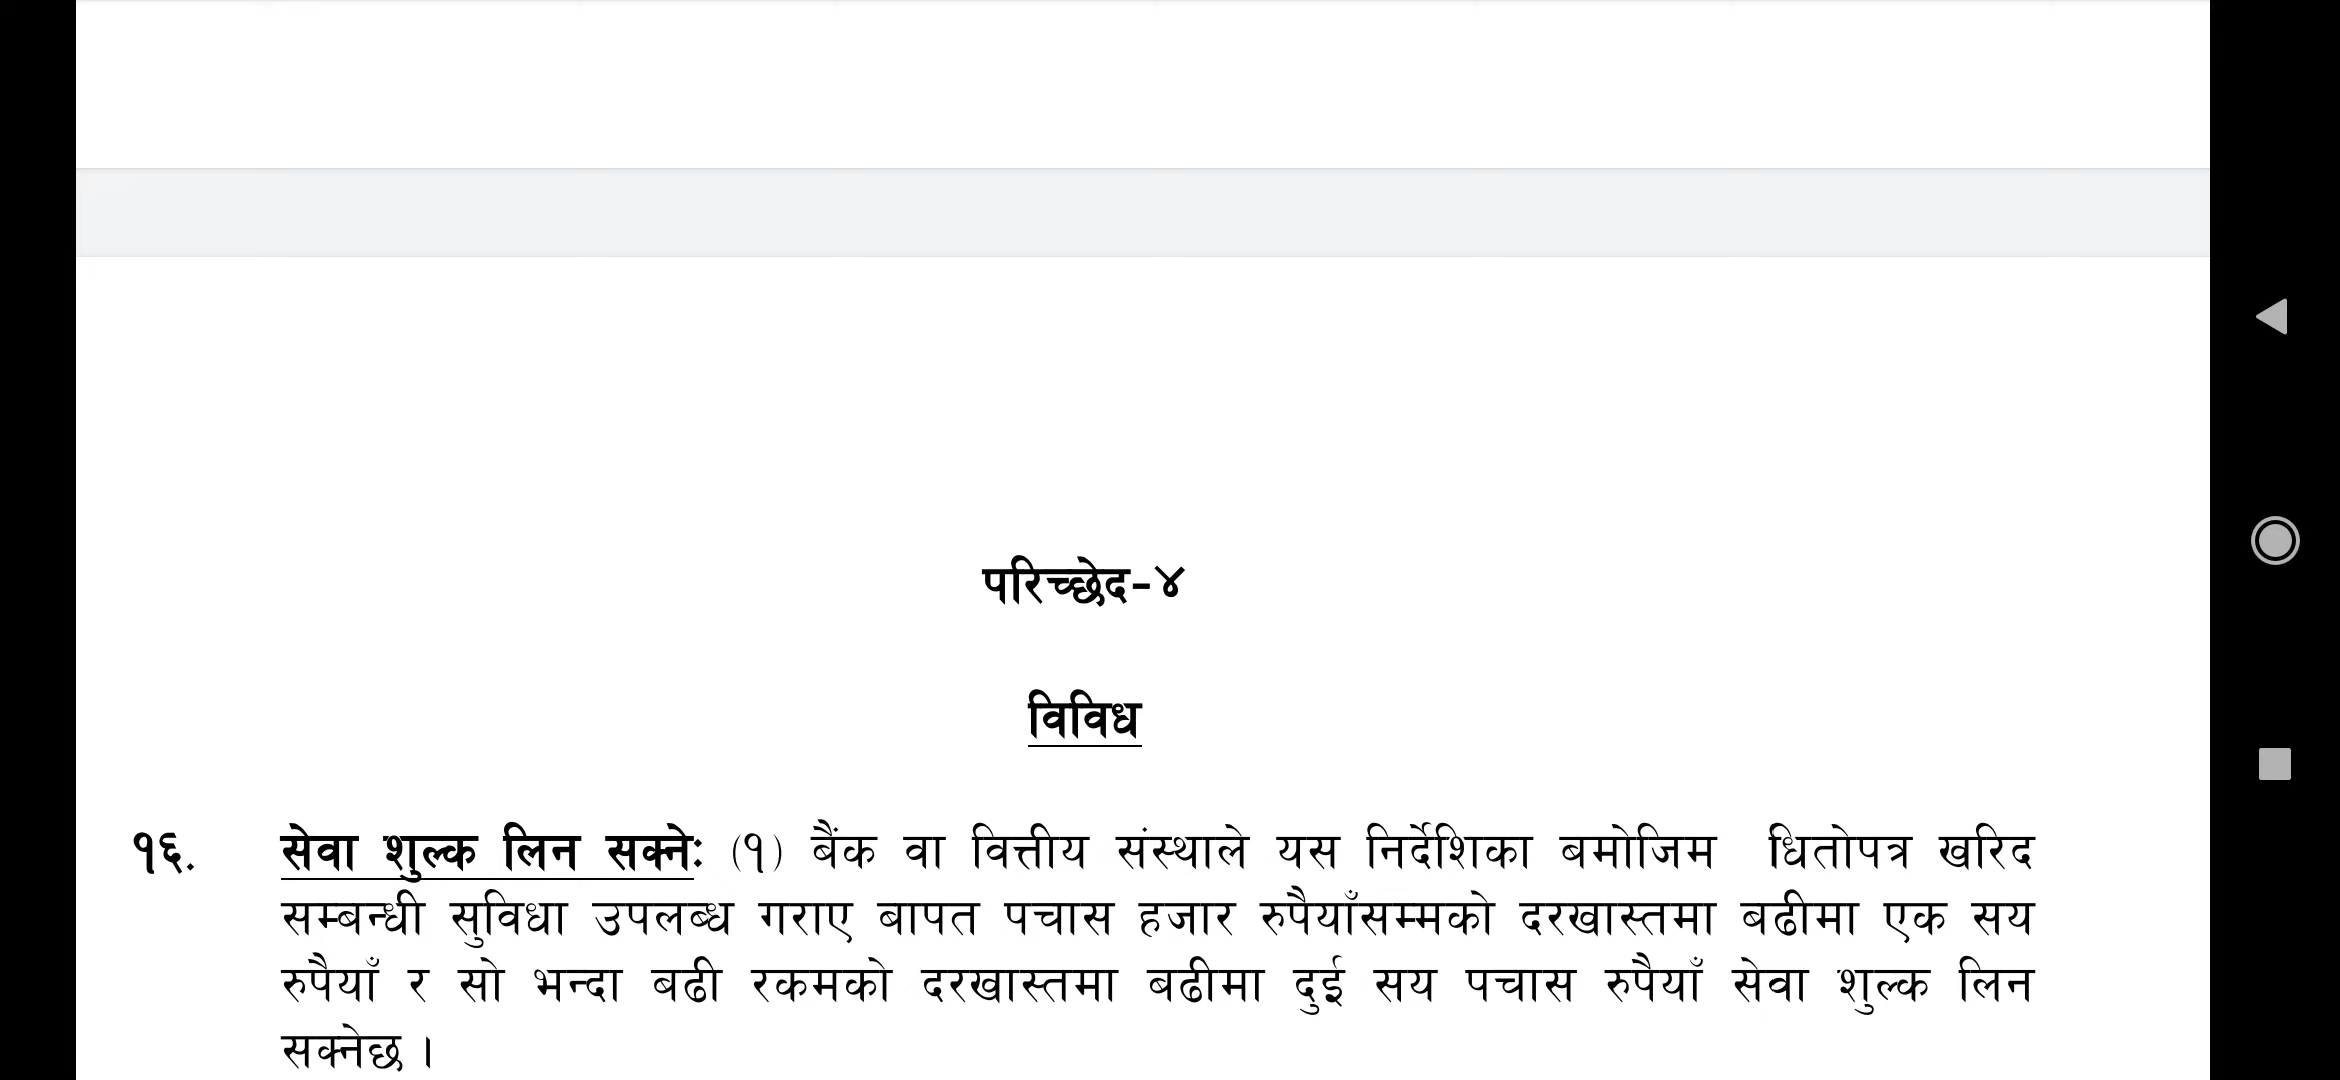 परिच्छेद-४
विविध
१६. सेवा शुल्क लिन सक्नेः (१) बैंक वा वित्तीय संस्थाले यस निर्देशिका बमोजिम धितोपत्र खरिद
सम्बन्धी सुविधा उपलब्ध गराए बापत पचास हजार रुपैयाँसम्मको दरखास्तमा बढीमा एक सय
रुपैयाँ र सो भन्दा बढी रकमको दरखास्तमा बढीमा दुई सय पचास रुपैयाँ सेवा शुल्क लिन
सक्नेछ ।